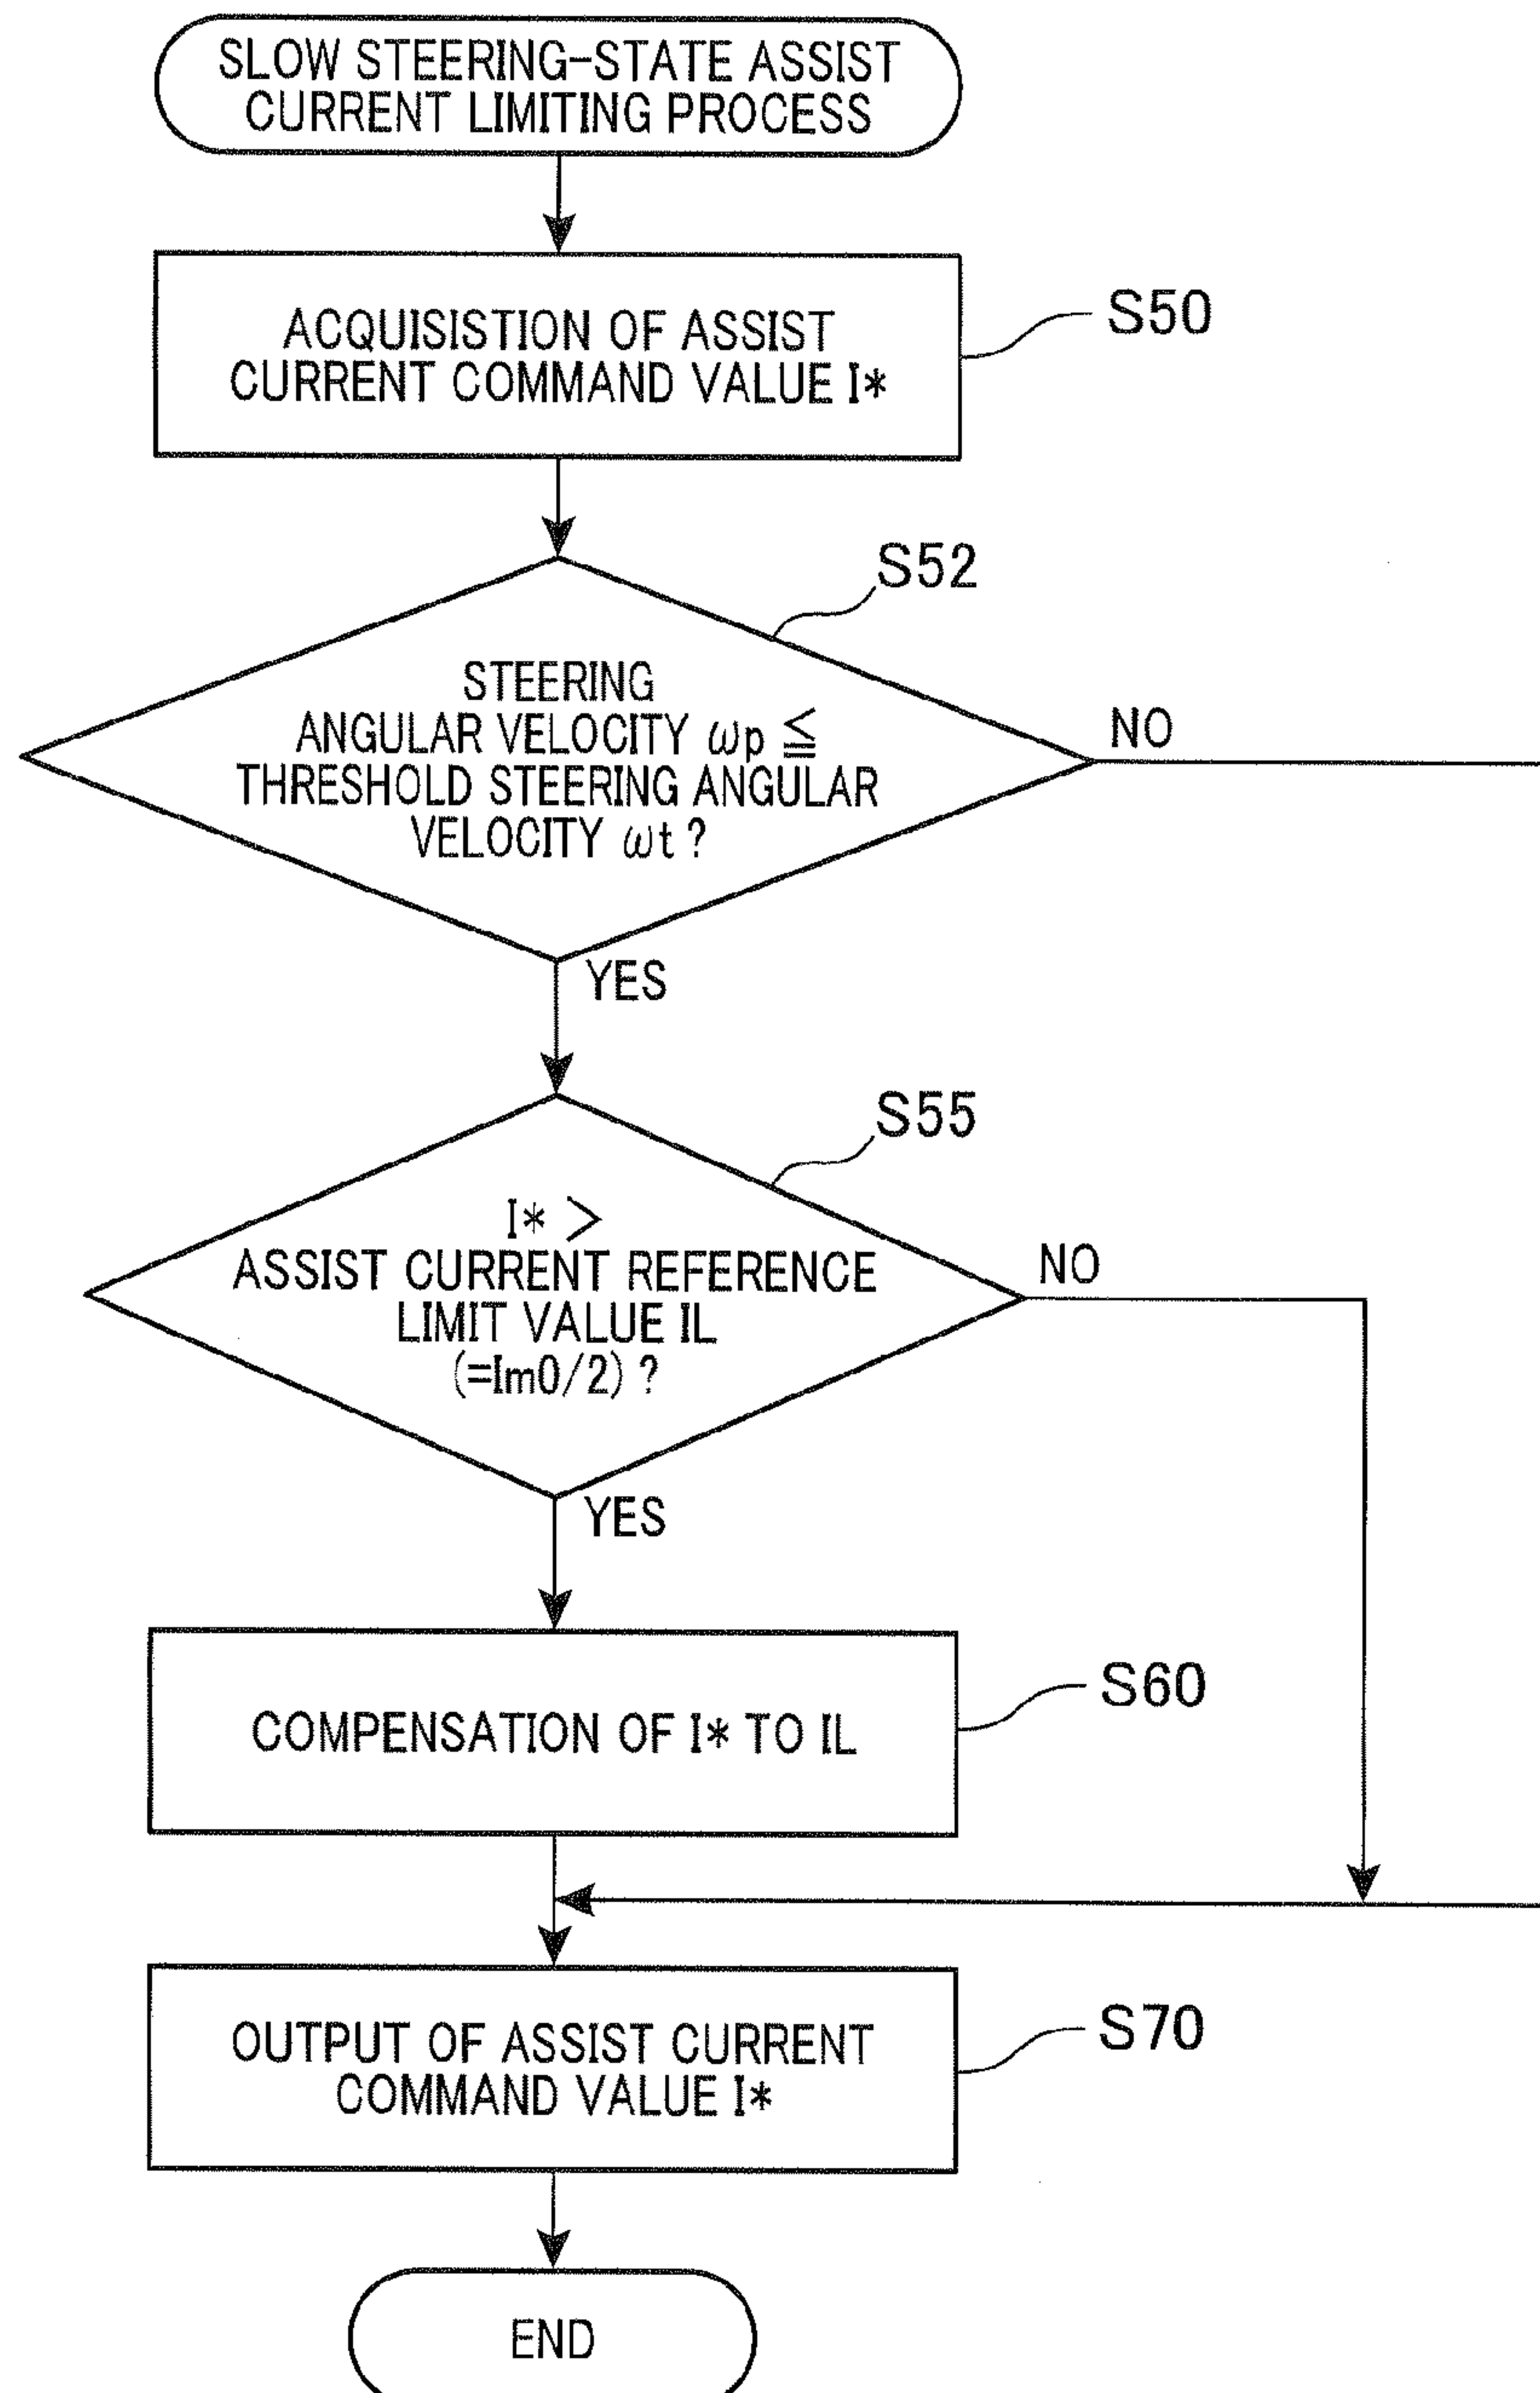 SLOW STEERING-STATE ASSIST
CURRENT LIMITING PROCESS
ACQUISISTION OF ASSIST
CURRENT COMMAND VALUE I*
S50
S52
STEERING
ANGULAR VELOCITY ωp ≦
THRESHOLD STEERING ANGULAR
VELOCITY ωt ?
NO
YES
S55
I* >
ASSIST CURRENT REFERENCE
LIMIT VALUE IL
(=Im0/2) ?
NO
YES
COMPENSATION OF I* TO IL
S60
OUTPUT OF ASSIST CURRENT
COMMAND VALUE I*
S70
END